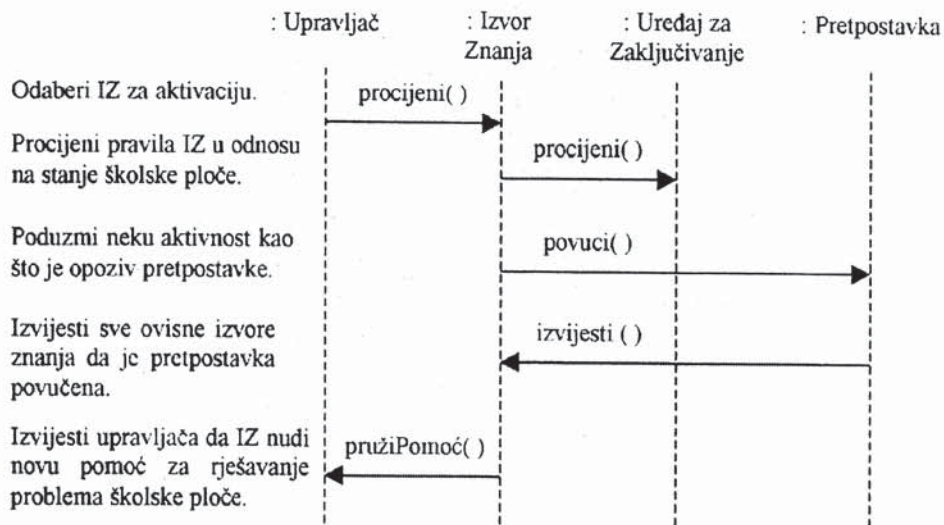 : Upravljač
: Izvor
Znanja
: Uređaj za
Zaključivanje
: Pretpostavka
Odaberi IZ za aktivaciju.
procijeni( )
Procijeni pravila IZ u odnosu
na stanje školske ploče.
procijeni( )
Poduzmi neku aktivnost kao
što je opoziv pretpostavke.
povuci( )
Izvijesti sve ovisne izvore
znanja da je pretpostavka
povučena.
izvijesti ( )
Izvijesti upravljača da IZ nudi
novu pomoć za rješavanje
problema školske ploče.
pružiPomoć( )